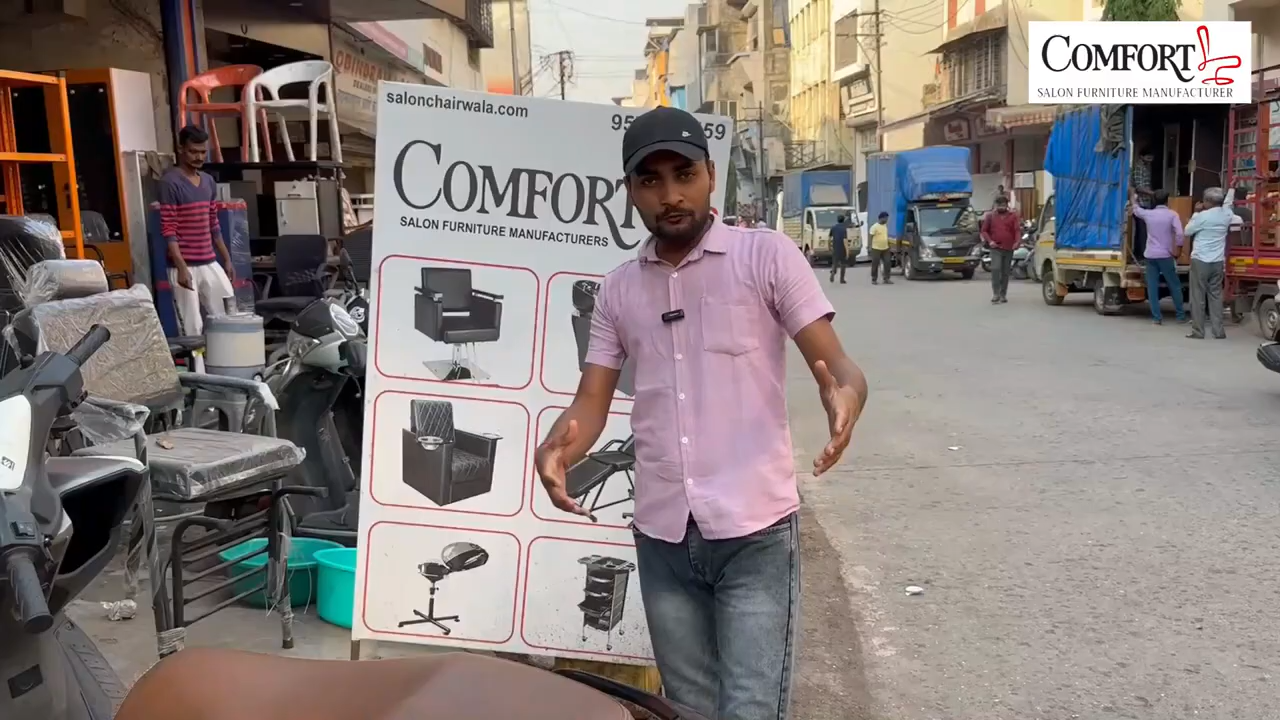 salonchairwala.com
COMFORT
SALON FURNITURE MANUFACTURERS
COMFORT
SALON FURNITURE MANUFACTURER